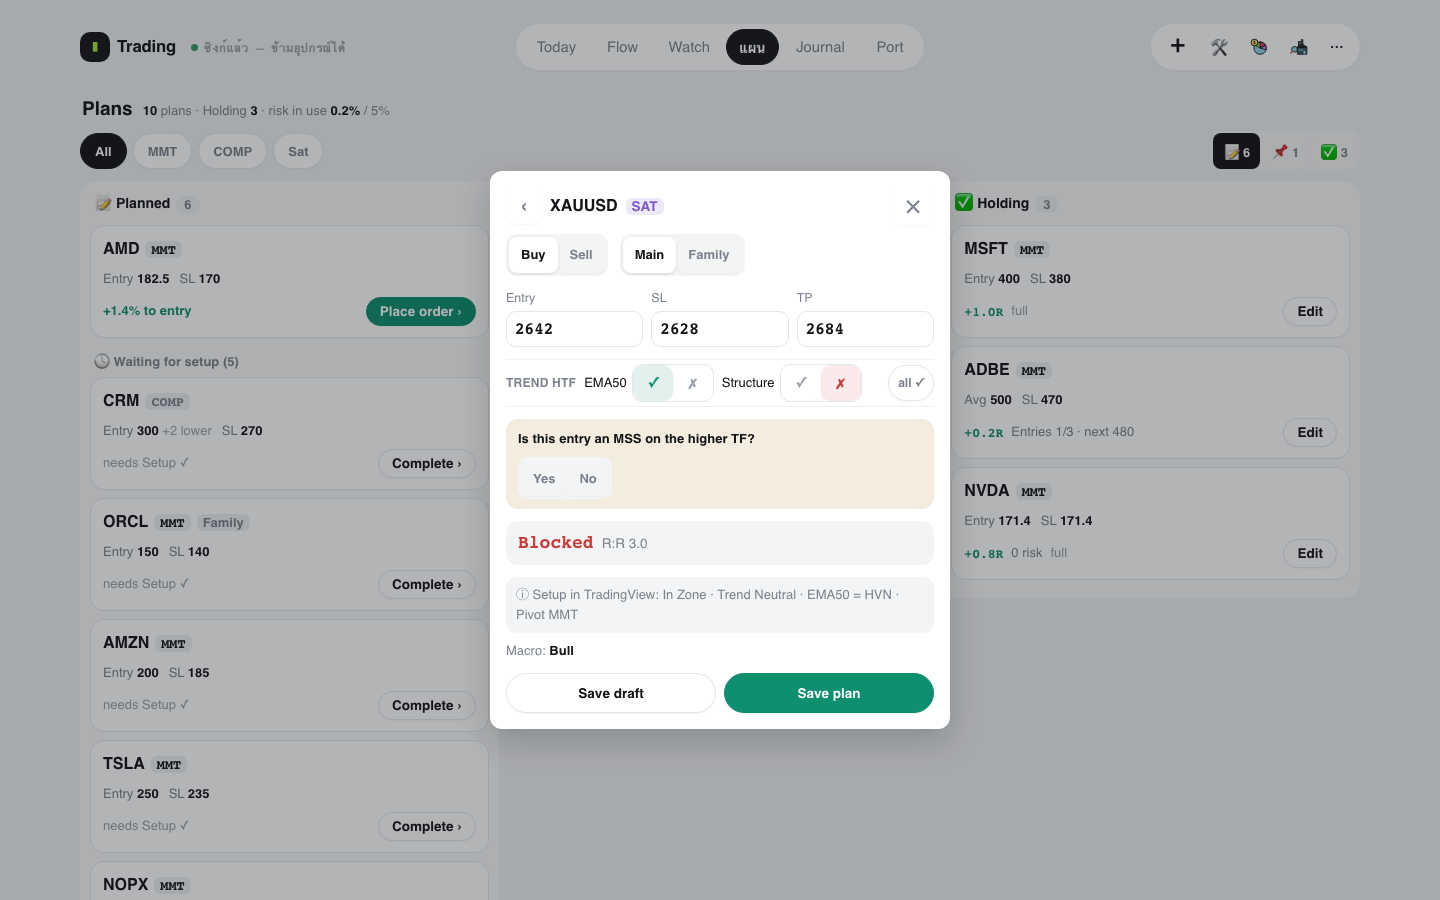 Trading
ซิงก์แล้ว — ข้ามอุปกรณ์ได้
Today Flow Watch แผน Journal Port
+ ···
Plans 10 plans · Holding 3 · risk in use 0.2% / 5%
All MMT COMP Sat
6 1 3
Planned 6
AMD MMT
Entry 182.5 SL 170
+1.4% to entry
Place order ›
Waiting for setup (5)
CRM COMP
Entry 300 +2 lower SL 270
needs Setup ✓
Complete ›
ORCL MMT Family
Entry 150 SL 140
needs Setup ✓
Complete ›
AMZN MMT
Entry 200 SL 185
needs Setup ✓
Complete ›
TSLA MMT
Entry 250 SL 235
needs Setup ✓
Complete ›
NOPX MMT
‹ XAUUSD SAT ✕
Buy Sell Main Family
Entry SL TP
2642 2628 2684
TREND HTF EMA50 ✓ ✗ Structure ✓ ✗ all ✓
Is this entry an MSS on the higher TF?
Yes No
Blocked R:R 3.0
ⓘ Setup in TradingView: In Zone · Trend Neutral · EMA50 = HVN ·
Pivot MMT
Macro: Bull
Save draft Save plan
Holding 3
MSFT MMT
Entry 400 SL 380
+1.0R full
Edit
ADBE MMT
Avg 500 SL 470
+0.2R Entries 1/3 · next 480
Edit
NVDA MMT
Entry 171.4 SL 171.4
+0.8R 0 risk full
Edit